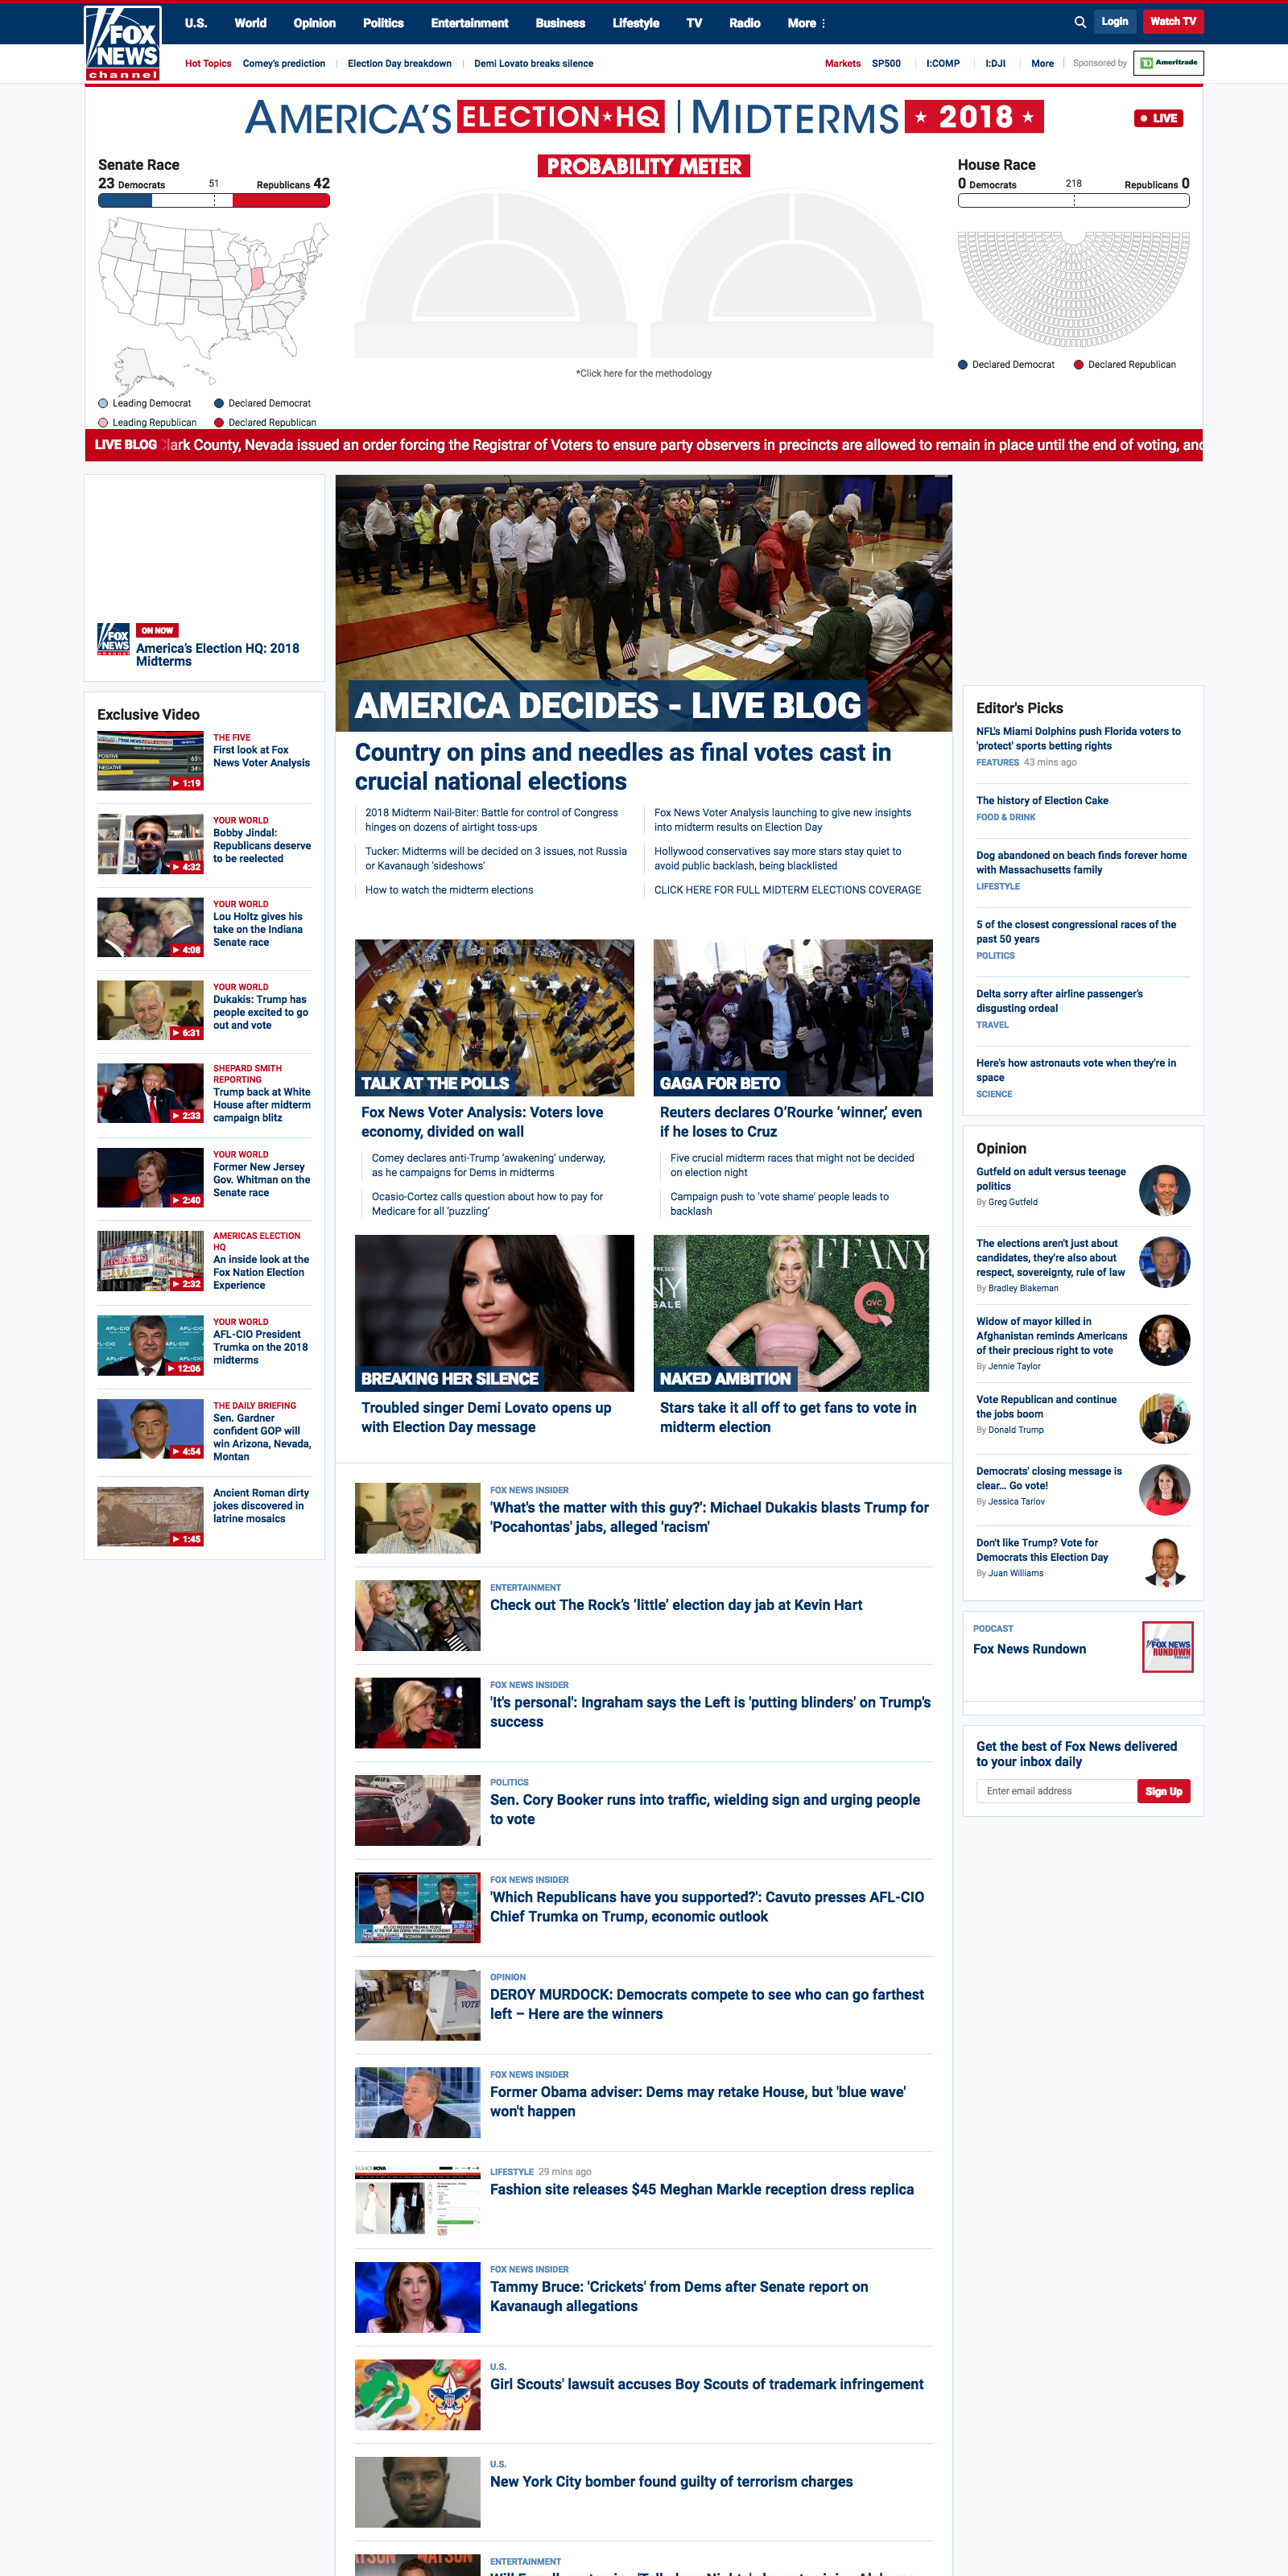 FOX
NEWS
channel
U.S. World Opinion Politics Entertainment Business Lifestyle TV Radio More
Login Watch TV
Hot Topics Comey's prediction Election Day breakdown Demi Lovato breaks silence
Markets SP500 I:COMP I:DJI More Sponsored by TD Ameritrade
AMERICA'S ELECTION HQ MIDTERMS 2018
LIVE
Senate Race
23 Democrats 51 Republicans 42
Leading Democrat Declared Democrat
Leading Republican Declared Republican
PROBABILITY METER
*Click here for the methodology
House Race
0 Democrats 218 Republicans 0
Declared Democrat Declared Republican
LIVE BLOG Clark County, Nevada issued an order forcing the Registrar of Voters to ensure party observers in precincts are allowed to remain in place until the end of voting, and
FOX
NEWS
channel
ON NOW
America's Election HQ: 2018
Midterms
Exclusive Video
THE FIVE
First look at Fox
News Voter Analysis
POSITIVE
65%
NEGATIVE
34%
1:19
YOUR WORLD
Bobby Jindal:
Republicans deserve
to be reelected
4:32
YOUR WORLD
Lou Holtz gives his
take on the Indiana
Senate race
4:08
YOUR WORLD
Dukakis: Trump has
people excited to go
out and vote
6:31
SHEPARD SMITH
REPORTING
Trump back at White
House after midterm
campaign blitz
2:33
YOUR WORLD
Former New Jersey
Gov. Whitman on the
Senate race
2:40
AMERICAS ELECTION
HQ
An inside look at the
Fox Nation Election
Experience
2:32
YOUR WORLD
AFL-CIO President
Trumka on the 2018
midterms
AFL-CIO
12:06
THE DAILY BRIEFING
Sen. Gardner
confident GOP will
win Arizona, Nevada,
Montan
4:54
Ancient Roman dirty
jokes discovered in
latrine mosaics
1:45
AMERICA DECIDES - LIVE BLOG
Country on pins and needles as final votes cast in
crucial national elections
2018 Midterm Nail-Biter: Battle for control of Congress
hinges on dozens of airtight toss-ups
Tucker: Midterms will be decided on 3 issues, not Russia
or Kavanaugh 'sideshows'
How to watch the midterm elections
Fox News Voter Analysis launching to give new insights
into midterm results on Election Day
Hollywood conservatives say more stars stay quiet to
avoid public backlash, being blacklisted
CLICK HERE FOR FULL MIDTERM ELECTIONS COVERAGE
TALK AT THE POLLS
Fox News Voter Analysis: Voters love
economy, divided on wall
Comey declares anti-Trump 'awakening' underway,
as he campaigns for Dems in midterms
Ocasio-Cortez calls question about how to pay for
Medicare for all 'puzzling'
GAGA FOR BETO
Reuters declares O'Rourke 'winner,' even
if he loses to Cruz
Five crucial midterm races that might not be decided
on election night
Campaign push to 'vote shame' people leads to
backlash
BREAKING HER SILENCE
Troubled singer Demi Lovato opens up
with Election Day message
FFANY
PRESENTS
NY
SALE
QVC
NAKED AMBITION
Stars take it all off to get fans to vote in
midterm election
FOX NEWS INSIDER
'What's the matter with this guy?': Michael Dukakis blasts Trump for
'Pocahontas' jabs, alleged 'racism'
ENTERTAINMENT
Check out The Rock's 'little' election day jab at Kevin Hart
FOX NEWS INSIDER
'It's personal': Ingraham says the Left is 'putting blinders' on Trump's
success
POLITICS
Sen. Cory Booker runs into traffic, wielding sign and urging people
to vote
FOX NEWS INSIDER
'Which Republicans have you supported?': Cavuto presses AFL-CIO
Chief Trumka on Trump, economic outlook
OPINION
DEROY MURDOCK: Democrats compete to see who can go farthest
left – Here are the winners
VOTE
FOX NEWS INSIDER
Former Obama adviser: Dems may retake House, but 'blue wave'
won't happen
FASHION NOVA
LIFESTYLE 29 mins ago
Fashion site releases $45 Meghan Markle reception dress replica
FOX NEWS INSIDER
Tammy Bruce: 'Crickets' from Dems after Senate report on
Kavanaugh allegations
U.S.
Girl Scouts' lawsuit accuses Boy Scouts of trademark infringement
U.S.
New York City bomber found guilty of terrorism charges
WATSON
ENTERTAINMENT
Editor's Picks
NFL's Miami Dolphins push Florida voters to
'protect' sports betting rights
FEATURES 43 mins ago
The history of Election Cake
FOOD & DRINK
Dog abandoned on beach finds forever home
with Massachusetts family
LIFESTYLE
5 of the closest congressional races of the
past 50 years
POLITICS
Delta sorry after airline passenger's
disgusting ordeal
TRAVEL
Here's how astronauts vote when they're in
space
SCIENCE
Opinion
Gutfeld on adult versus teenage
politics
By Greg Gutfeld
The elections aren't just about
candidates, they're also about
respect, sovereignty, rule of law
By Bradley Blakeman
Widow of mayor killed in
Afghanistan reminds Americans
of their precious right to vote
By Jennie Taylor
Vote Republican and continue
the jobs boom
By Donald Trump
Democrats' closing message is
clear... Go vote!
By Jessica Tarlov
Don't like Trump? Vote for
Democrats this Election Day
By Juan Williams
PODCAST
Fox News Rundown
THE
FOX NEWS
RUNDOWN
PODCAST
Get the best of Fox News delivered
to your inbox daily
Enter email address Sign Up